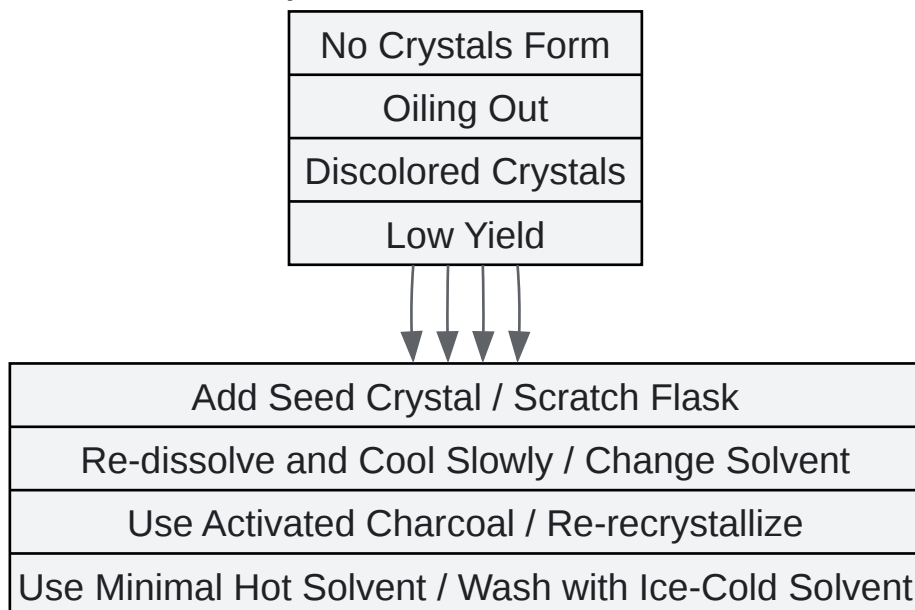 No Crystals Form
Oiling Out
Discolored Crystals
Low Yield
Add Seed Crystal / Scratch Flask
Re-dissolve and Cool Slowly / Change Solvent
Use Activated Charcoal / Re-recrystallize
Use Minimal Hot Solvent / Wash with Ice-Cold Solvent